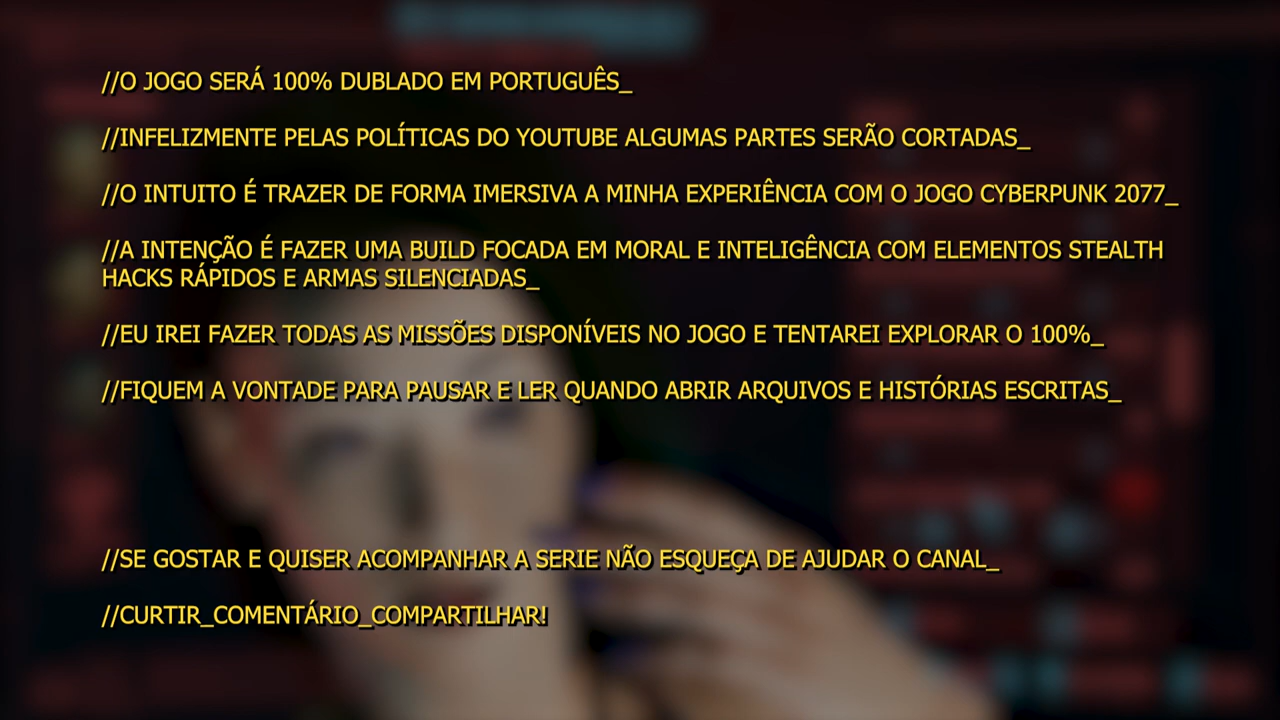 //O JOGO SERÁ 100% DUBLADO EM PORTUGUÊS_
//INFELIZMENTE PELAS POLÍTICAS DO YOUTUBE ALGUMAS PARTES SERÃO CORTADAS_
//O INTUITO É TRAZER DE FORMA IMERSIVA A MINHA EXPERIÊNCIA COM O JOGO CYBERPUNK 2077_
//A INTENÇÃO É FAZER UMA BUILD FOCADA EM MORAL E INTELIGÊNCIA COM ELEMENTOS STEALTH
HACKS RÁPIDOS E ARMAS SILENCIADAS_
//EU IREI FAZER TODAS AS MISSÕES DISPONÍVEIS NO JOGO E TENTAREI EXPLORAR O 100%_
//FIQUEM A VONTADE PARA PAUSAR E LER QUANDO ABRIR ARQUIVOS E HISTÓRIAS ESCRITAS_
//SE GOSTAR E QUISER ACOMPANHAR A SERIE NÃO ESQUEÇA DE AJUDAR O CANAL_
//CURTIR_COMENTÁRIO_COMPARTILHAR!